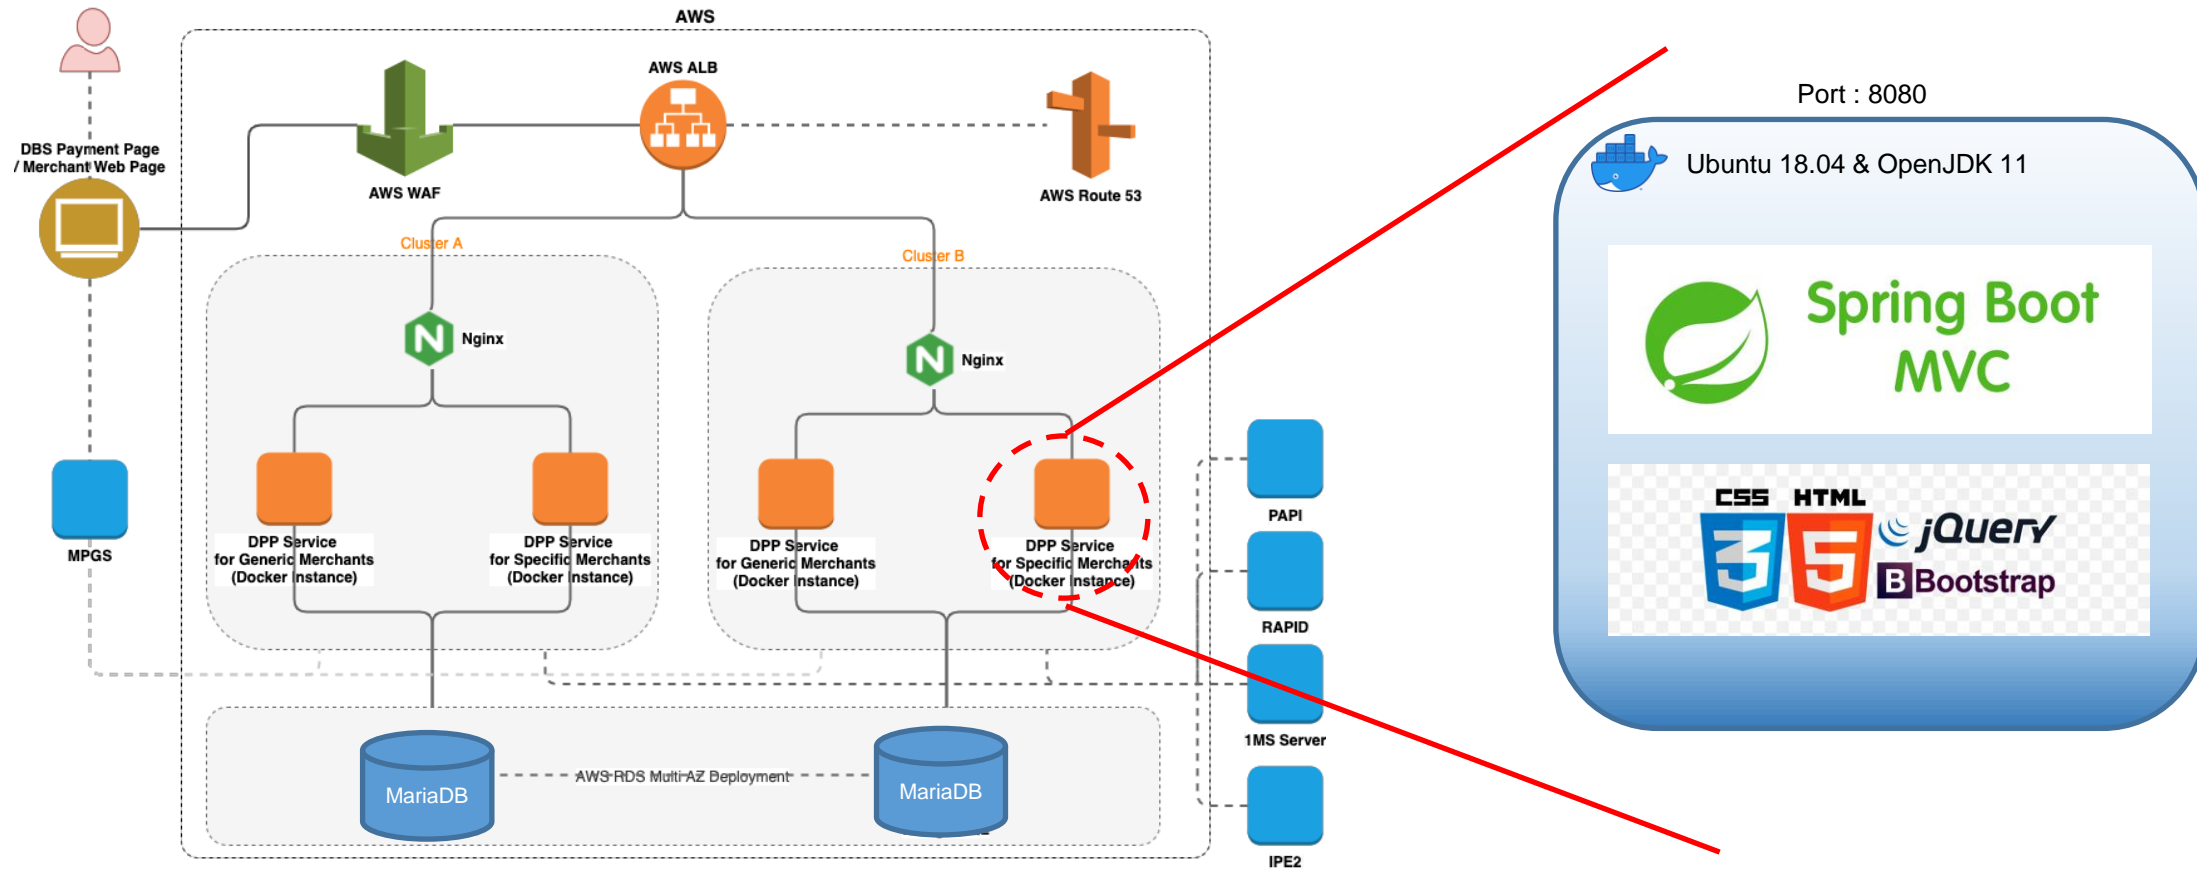 AWS
AWS ALB
AWS WAF
AWS Route 53
DBS Payment Page
/ Merchant Web Page
Cluster A
Cluster B
Nginx
Nginx
MPGS
DPP Service
for Generic Merchants
(Docker Instance)
DPP Service
for Specific Merchants
(Docker Instance)
DPP Service
for Generic Merchants
(Docker Instance)
DPP Service
for Specific Merchants
(Docker Instance)
PAPI
RAPID
1MS Server
IPE2
MariaDB
AWS RDS Multi AZ Deployment
MariaDB
Port : 8080
Ubuntu 18.04 & OpenJDK 11
Spring Boot
MVC
CSS HTML
3 5
jQuery
B Bootstrap